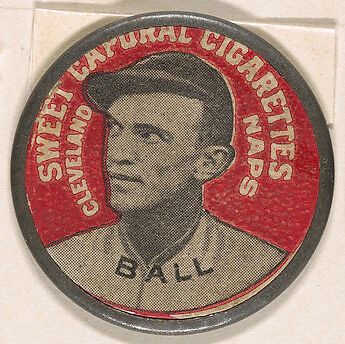 SWEET CAPORAL CIGARETTES
CLEVELAND
NAPS
BALL